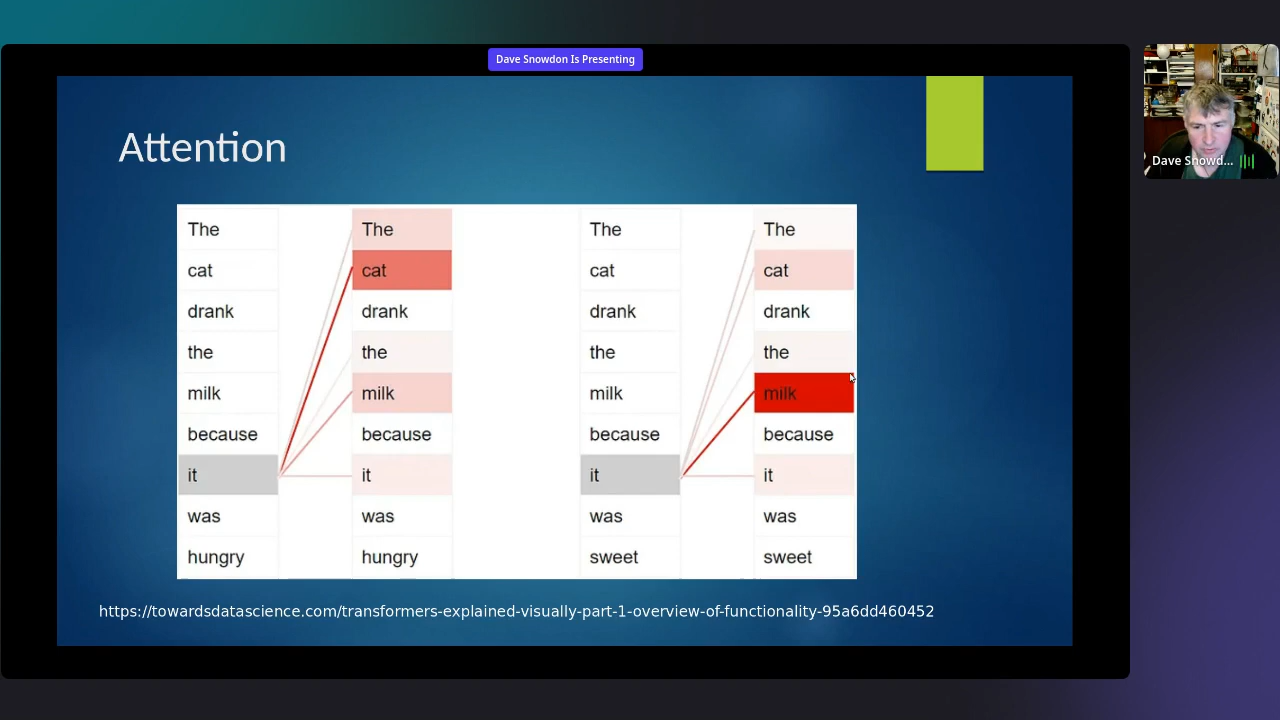 Dave Snowdon Is Presenting
Attention
The The The The
cat cat cat cat
drank drank drank drank
the the the the
milk milk milk milk
because because because because
it it it it
was was was was
hungry hungry sweet sweet
https://towardsdatascience.com/transformers-explained-visually-part-1-overview-of-functionality-95a6dd460452
Dave Snowd...